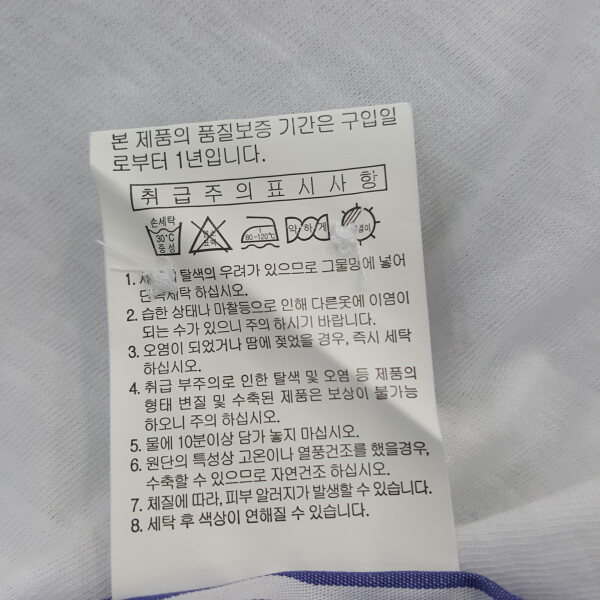 본 제품의 품질보증 기간은 구입일
로부터 1년입니다.
취급주의표시사항
손세탁
30℃
중성
염소
표백
1
80~120℃
약하게
걸이
1. 탈색의 우려가 있으므로 그물망에 넣어
단독세탁 하십시오.
2. 습한 상태나 마찰등으로 인해 다른옷에 이염이
되는 수가 있으니 주의 하시기 바랍니다.
3. 오염이 되었거나 땀에 젖었을 경우, 즉시 세탁
하십시오.
4. 취급 부주의로 인한 탈색 및 오염 등 제품의
형태 변질 및 수축된 제품은 보상이 불가능
하오니 주의 하십시오.
5. 물에 10분이상 담가 놓지 마십시오.
6. 원단의 특성상 고온이나 열풍건조를 했을경우,
수축할 수 있으므로 자연건조 하십시오.
7. 체질에 따라, 피부 알러지가 발생할 수 있습니다.
8. 세탁 후 색상이 연해질 수 있습니다.